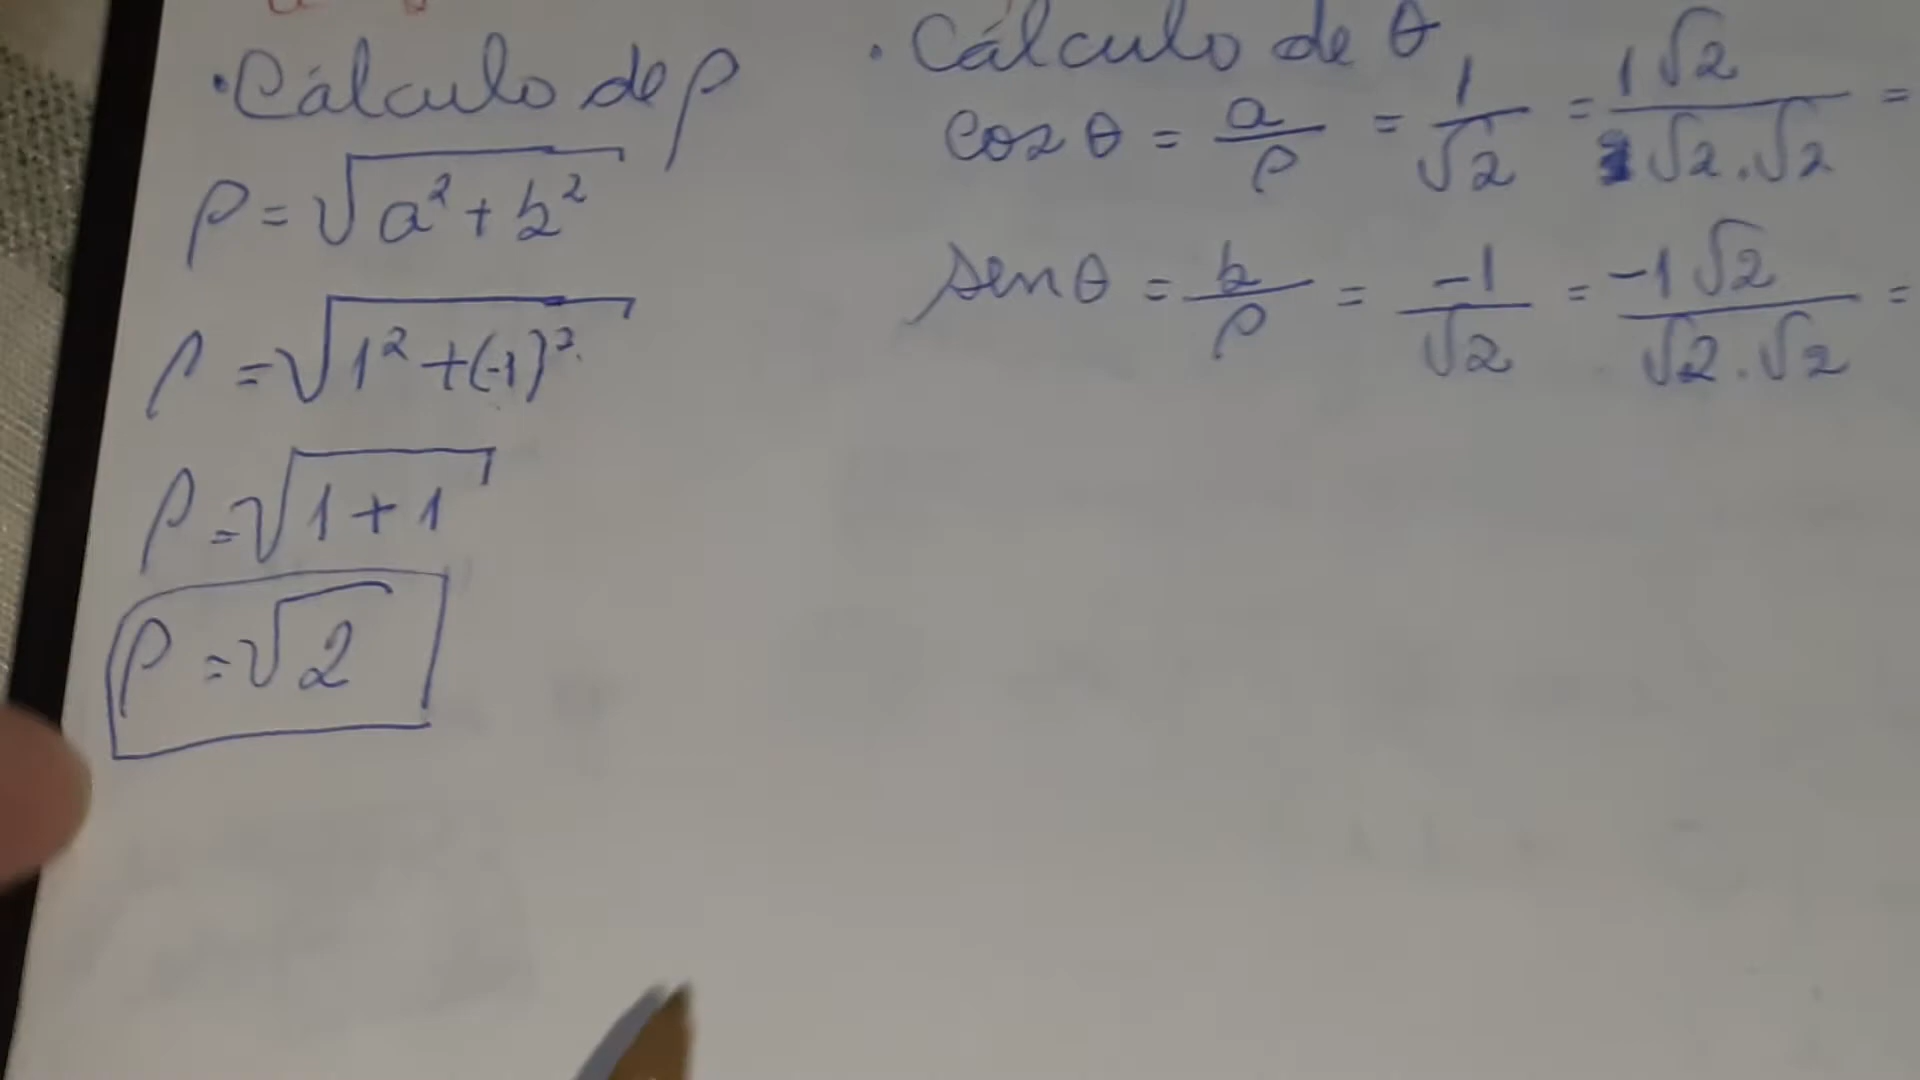 • Cálculo de ρ
ρ = √a² + b²
ρ = √1² + (-1)²
ρ = √1 + 1
ρ = √2
• Cálculo de θ
cos θ = a/ρ = 1/√2 = 1√2/√2.√2 =
sen θ = b/ρ = -1/√2 = -1√2/√2.√2 =